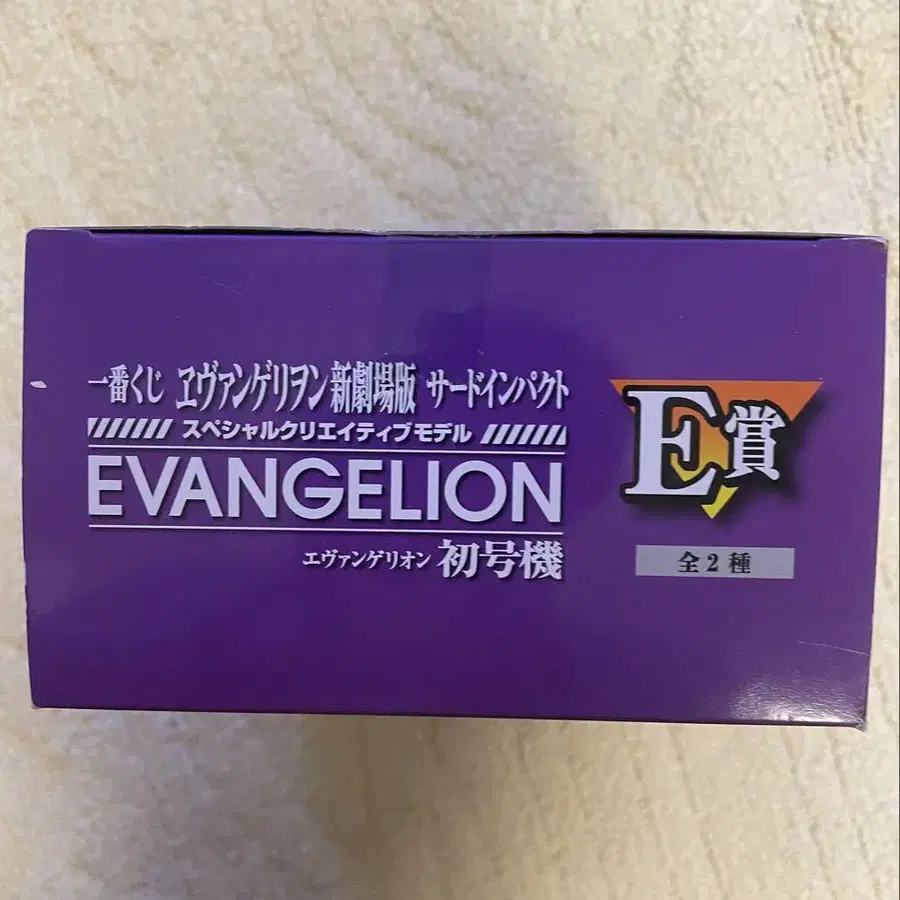 一番くじ ヱヴァンゲリヲン新劇場版 サードインパクト
スペシャルクリエイティブモデル
EVANGELION
エヴァンゲリオン 初号機
E賞
全2種